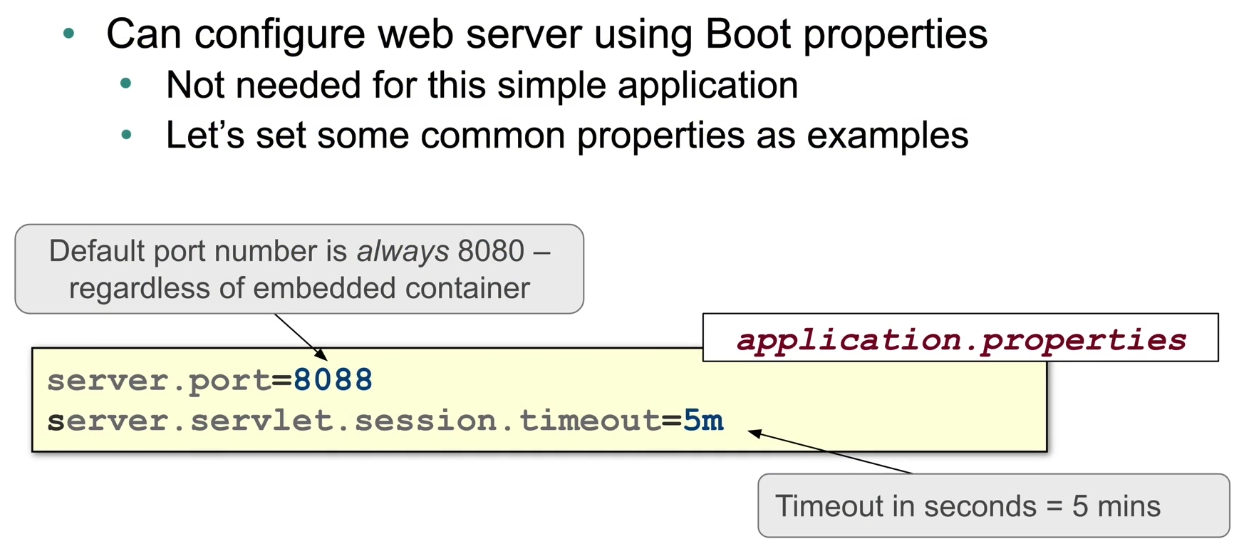 • Can configure web server using Boot properties
• Not needed for this simple application
• Let's set some common properties as examples
Default port number is always 8080 –
regardless of embedded container
application.properties
server.port=8088
server.servlet.session.timeout=5m
Timeout in seconds = 5 mins